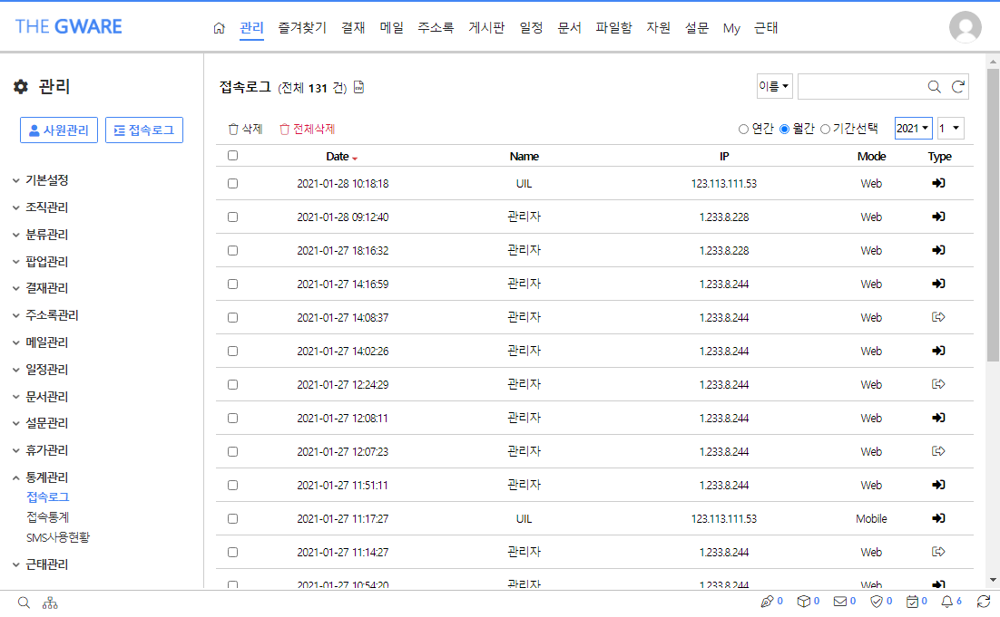 THE GWARE
관리 즐겨찾기 결재 메일 주소록 게시판 일정 문서 파일함 자원 설문 My 근태
관리
사원관리 접속로그
기본설정
조직관리
분류관리
팝업관리
결재관리
주소록관리
메일관리
일정관리
문서관리
설문관리
휴가관리
통계관리
접속로그
접속통계
SMS사용현황
근태관리
접속로그 (전체 131 건) 이름
삭제 전체삭제 연간 월간 기간선택 2021 1
Date Name IP Mode Type
2021-01-28 10:18:18 UIL 123.113.111.53 Web
2021-01-28 09:12:40 관리자 1.233.8.228 Web
2021-01-27 18:16:32 관리자 1.233.8.228 Web
2021-01-27 14:16:59 관리자 1.233.8.244 Web
2021-01-27 14:08:37 관리자 1.233.8.244 Web
2021-01-27 14:02:26 관리자 1.233.8.244 Web
2021-01-27 12:24:29 관리자 1.233.8.244 Web
2021-01-27 12:08:11 관리자 1.233.8.244 Web
2021-01-27 12:07:23 관리자 1.233.8.244 Web
2021-01-27 11:51:11 관리자 1.233.8.244 Web
2021-01-27 11:17:27 UIL 123.113.111.53 Mobile
2021-01-27 11:14:27 관리자 1.233.8.244 Web
2021-01-27 10:54:20 관리자 1.233.8.244 Web
0 0 0 0 0 6